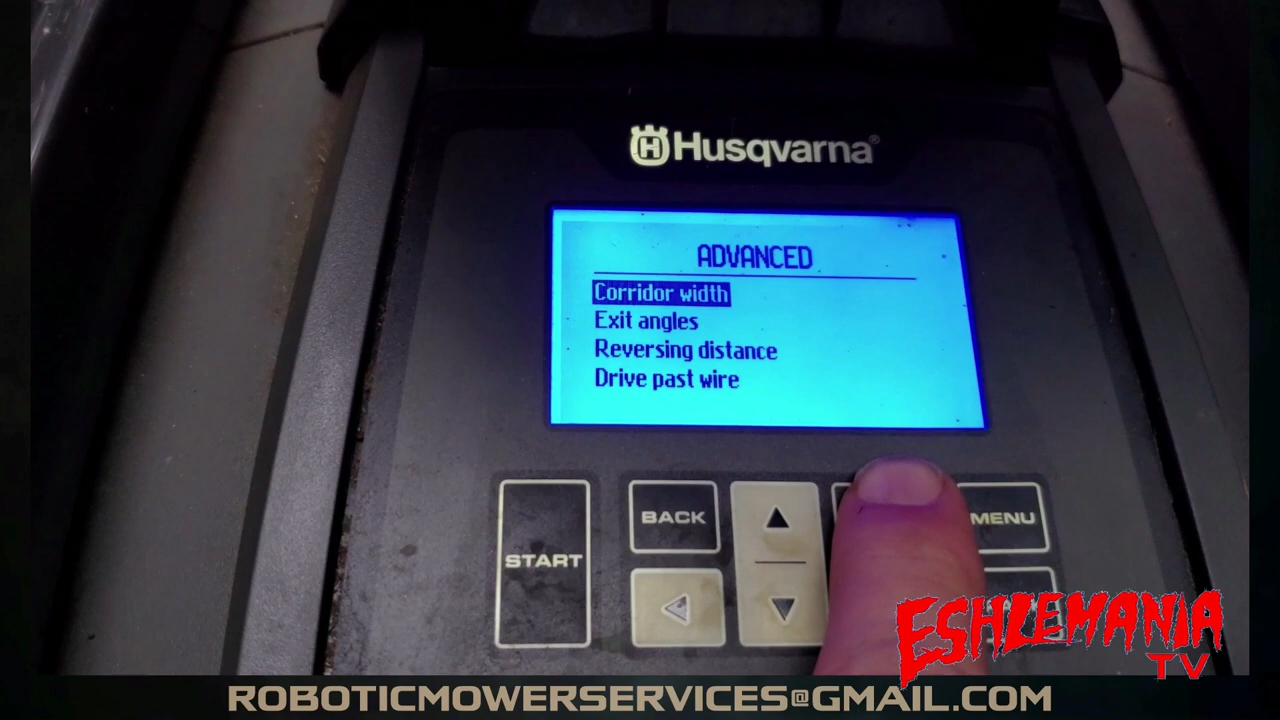 Husqvarna®
ADVANCED
Corridor width
Exit angles
Reversing distance
Drive past wire
START
BACK
MENU
ESHLEMANIA
TV
ROBOTICMOWERSERVICES@GMAIL.COM